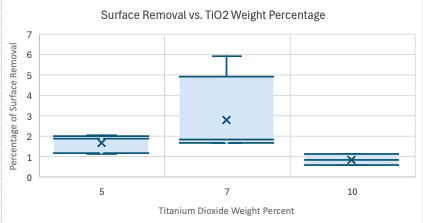 Surface Removal vs. TiO2 Weight Percentage
Percentage of Surface Removal
7
6
5
4
3
2
1
0
5 7 10
Titanium Dioxide Weight Percent